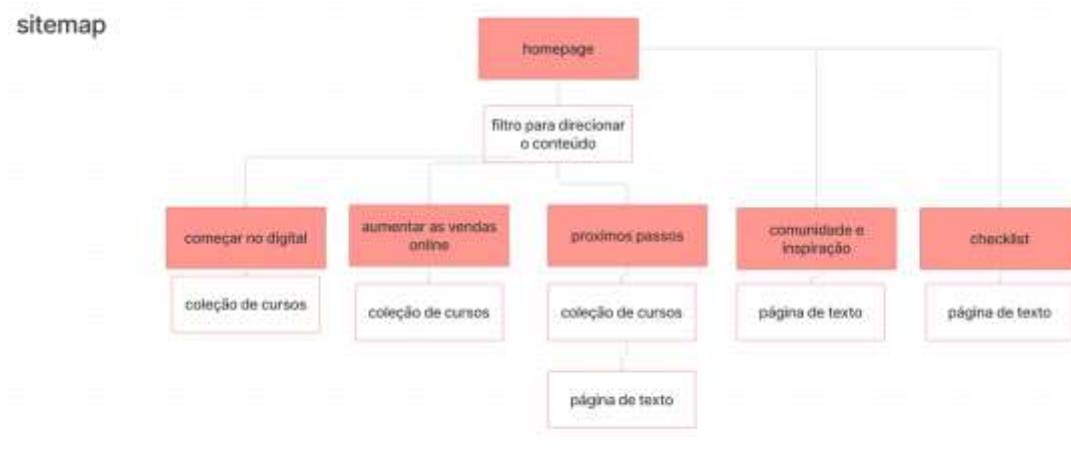 sitemap
homepage
filtro para direcionar
o conteúdo
começar no digital
aumentar as vendas
online
proximos passos
comunidade e
inspiração
checklist
coleção de cursos
coleção de cursos
coleção de cursos
página de texto
página de texto
página de texto